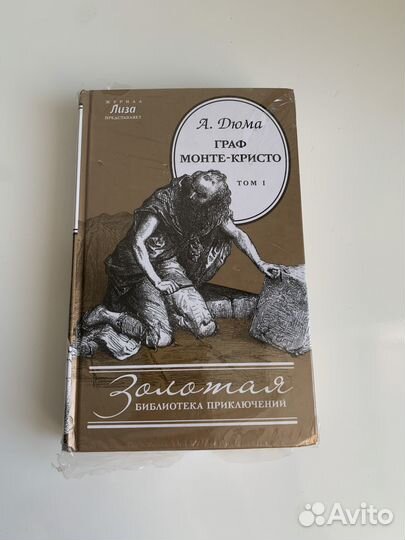 ЖУРНАЛ
Лиза
ПРЕДСТАВЛЯЕТ
А. Дюма
ГРАФ
МОНТЕ-КРИСТО
ТОМ I
Золотая
БИБЛИОТЕКА ПРИКЛЮЧЕНИЙ
Avito